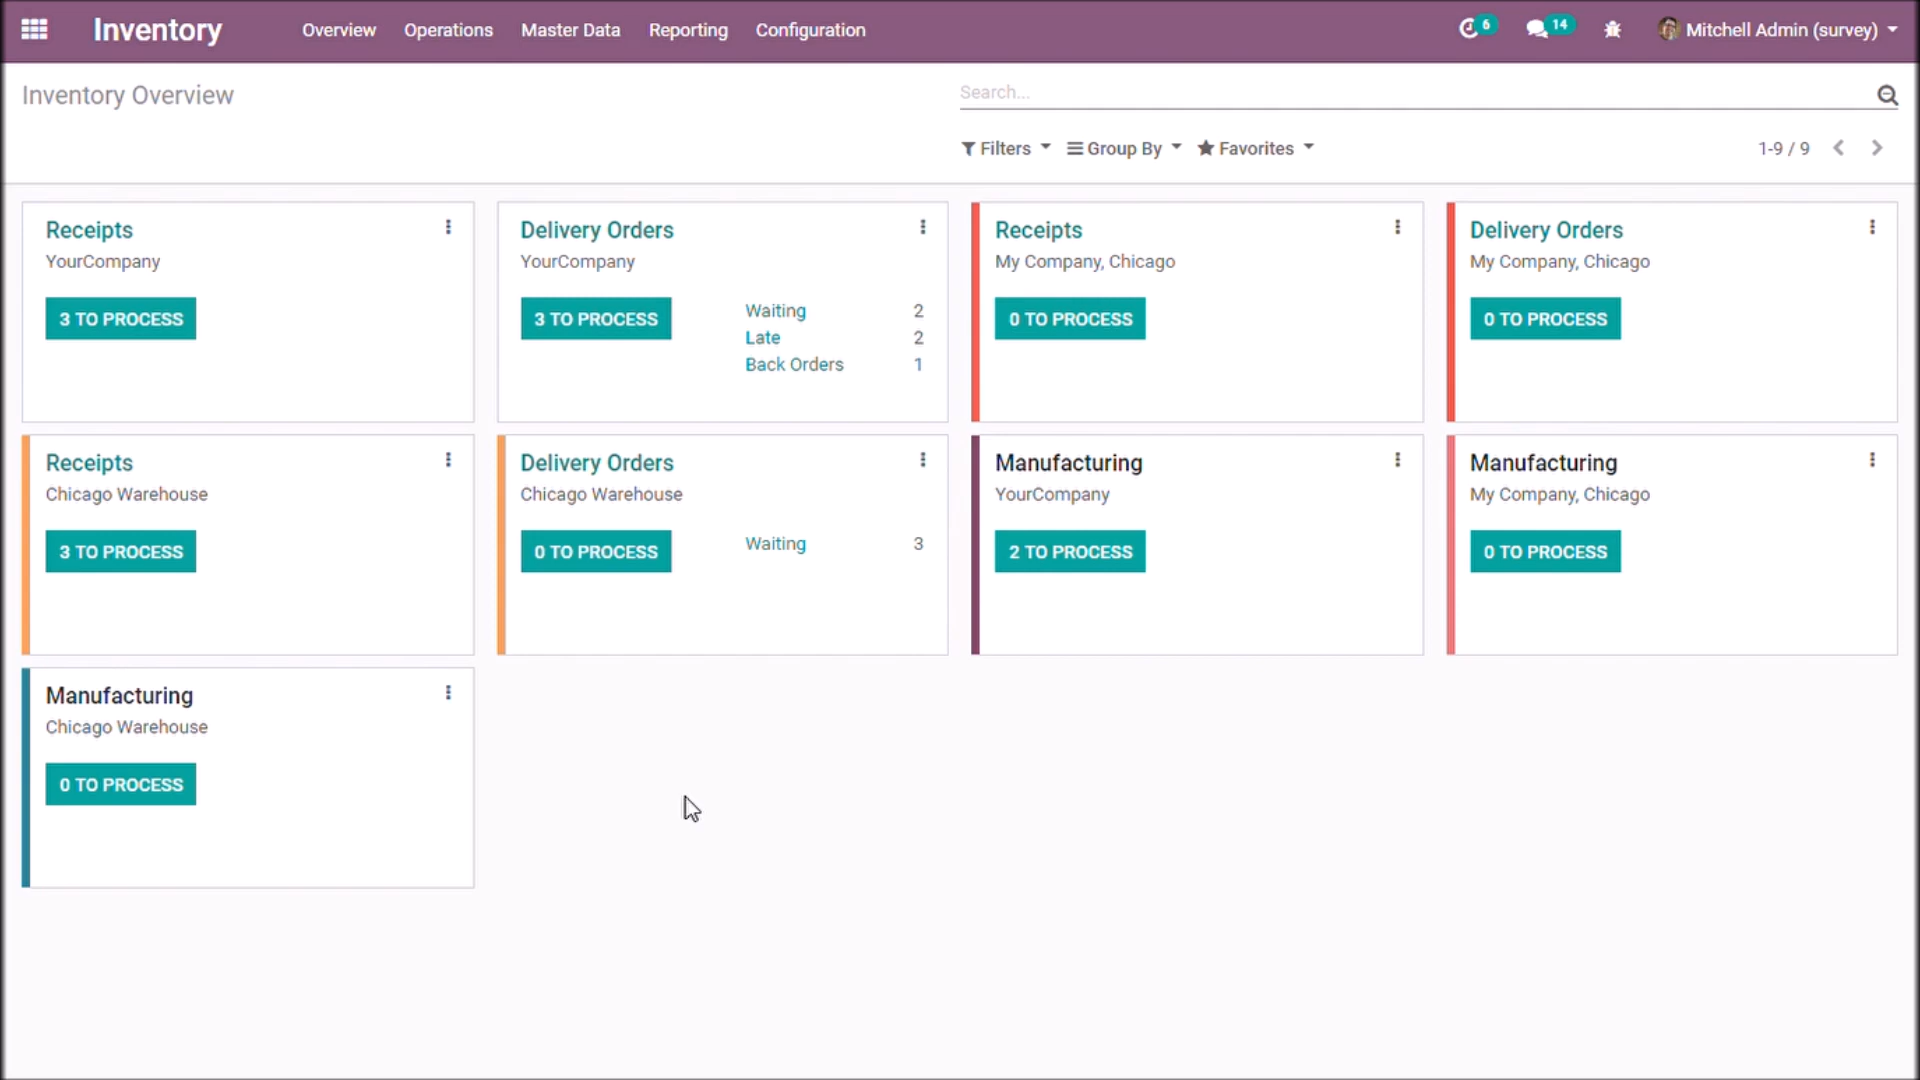 Inventory Overview Operations Master Data Reporting Configuration 6 14 Mitchell Admin (survey)
Inventory Overview
Search...
Filters Group By Favorites 1-9 / 9
Receipts
YourCompany
3 TO PROCESS
Delivery Orders
YourCompany
3 TO PROCESS
Waiting 2
Late 2
Back Orders 1
Receipts
My Company, Chicago
0 TO PROCESS
Delivery Orders
My Company, Chicago
0 TO PROCESS
Receipts
Chicago Warehouse
3 TO PROCESS
Delivery Orders
Chicago Warehouse
0 TO PROCESS
Waiting 3
Manufacturing
YourCompany
2 TO PROCESS
Manufacturing
My Company, Chicago
0 TO PROCESS
Manufacturing
Chicago Warehouse
0 TO PROCESS